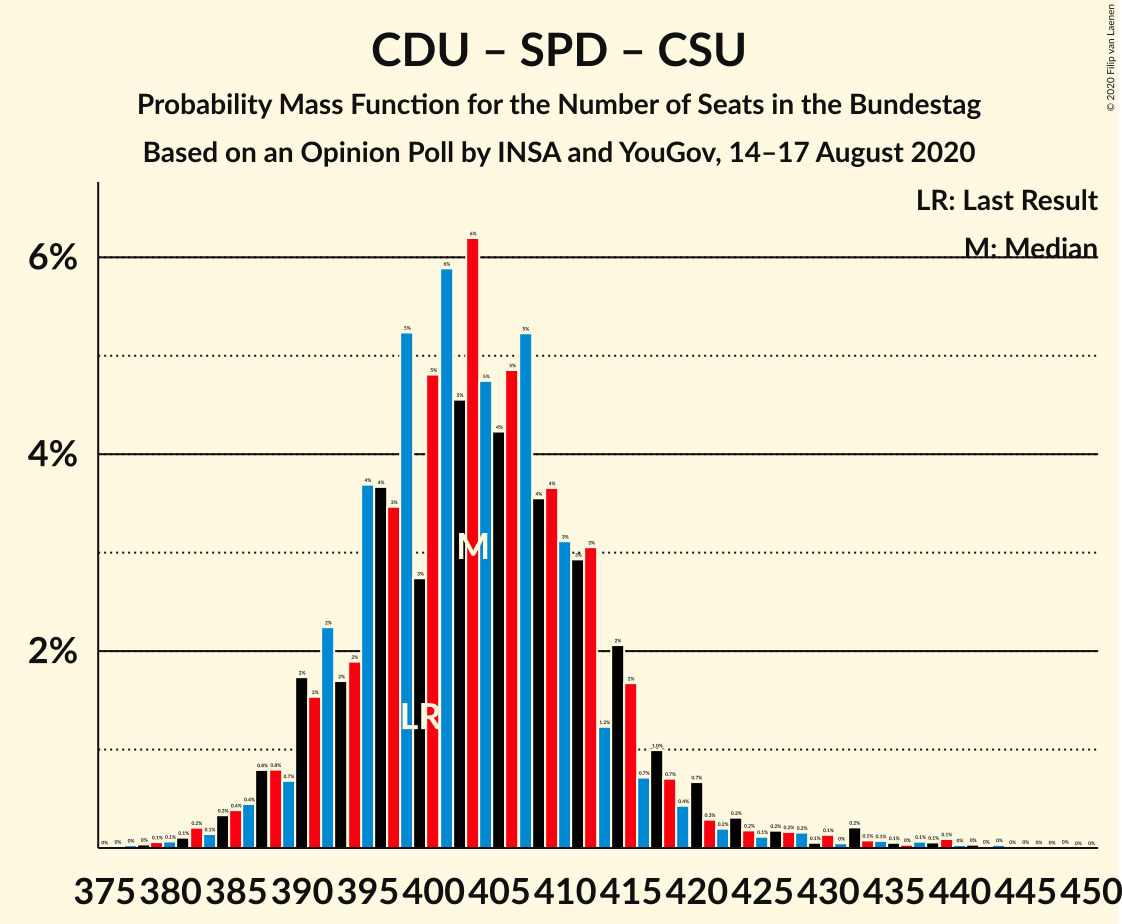 CDU – SPD – CSU
Probability Mass Function for the Number of Seats in the Bundestag
Based on an Opinion Poll by INSA and YouGov, 14–17 August 2020
© 2020 Filip van Laenen
LR: Last Result
M: Median
6%
4%
2%
M
LR
375 380 385 390 395 400 405 410 415 420 425 430 435 440 445 450